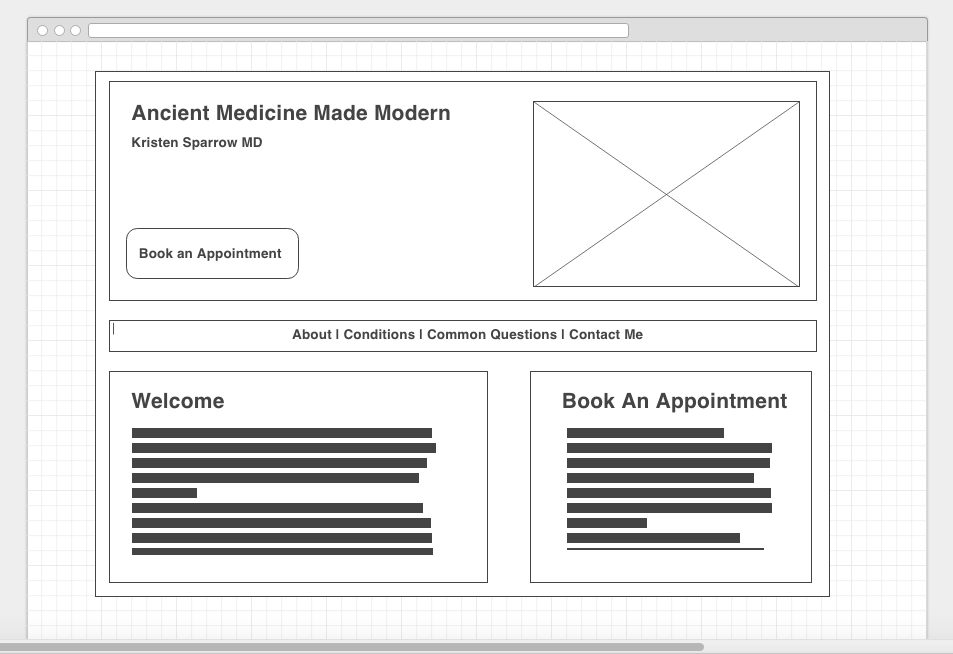 Ancient Medicine Made Modern
Kristen Sparrow MD
Book an Appointment
About | Conditions | Common Questions | Contact Me
Welcome
Book An Appointment